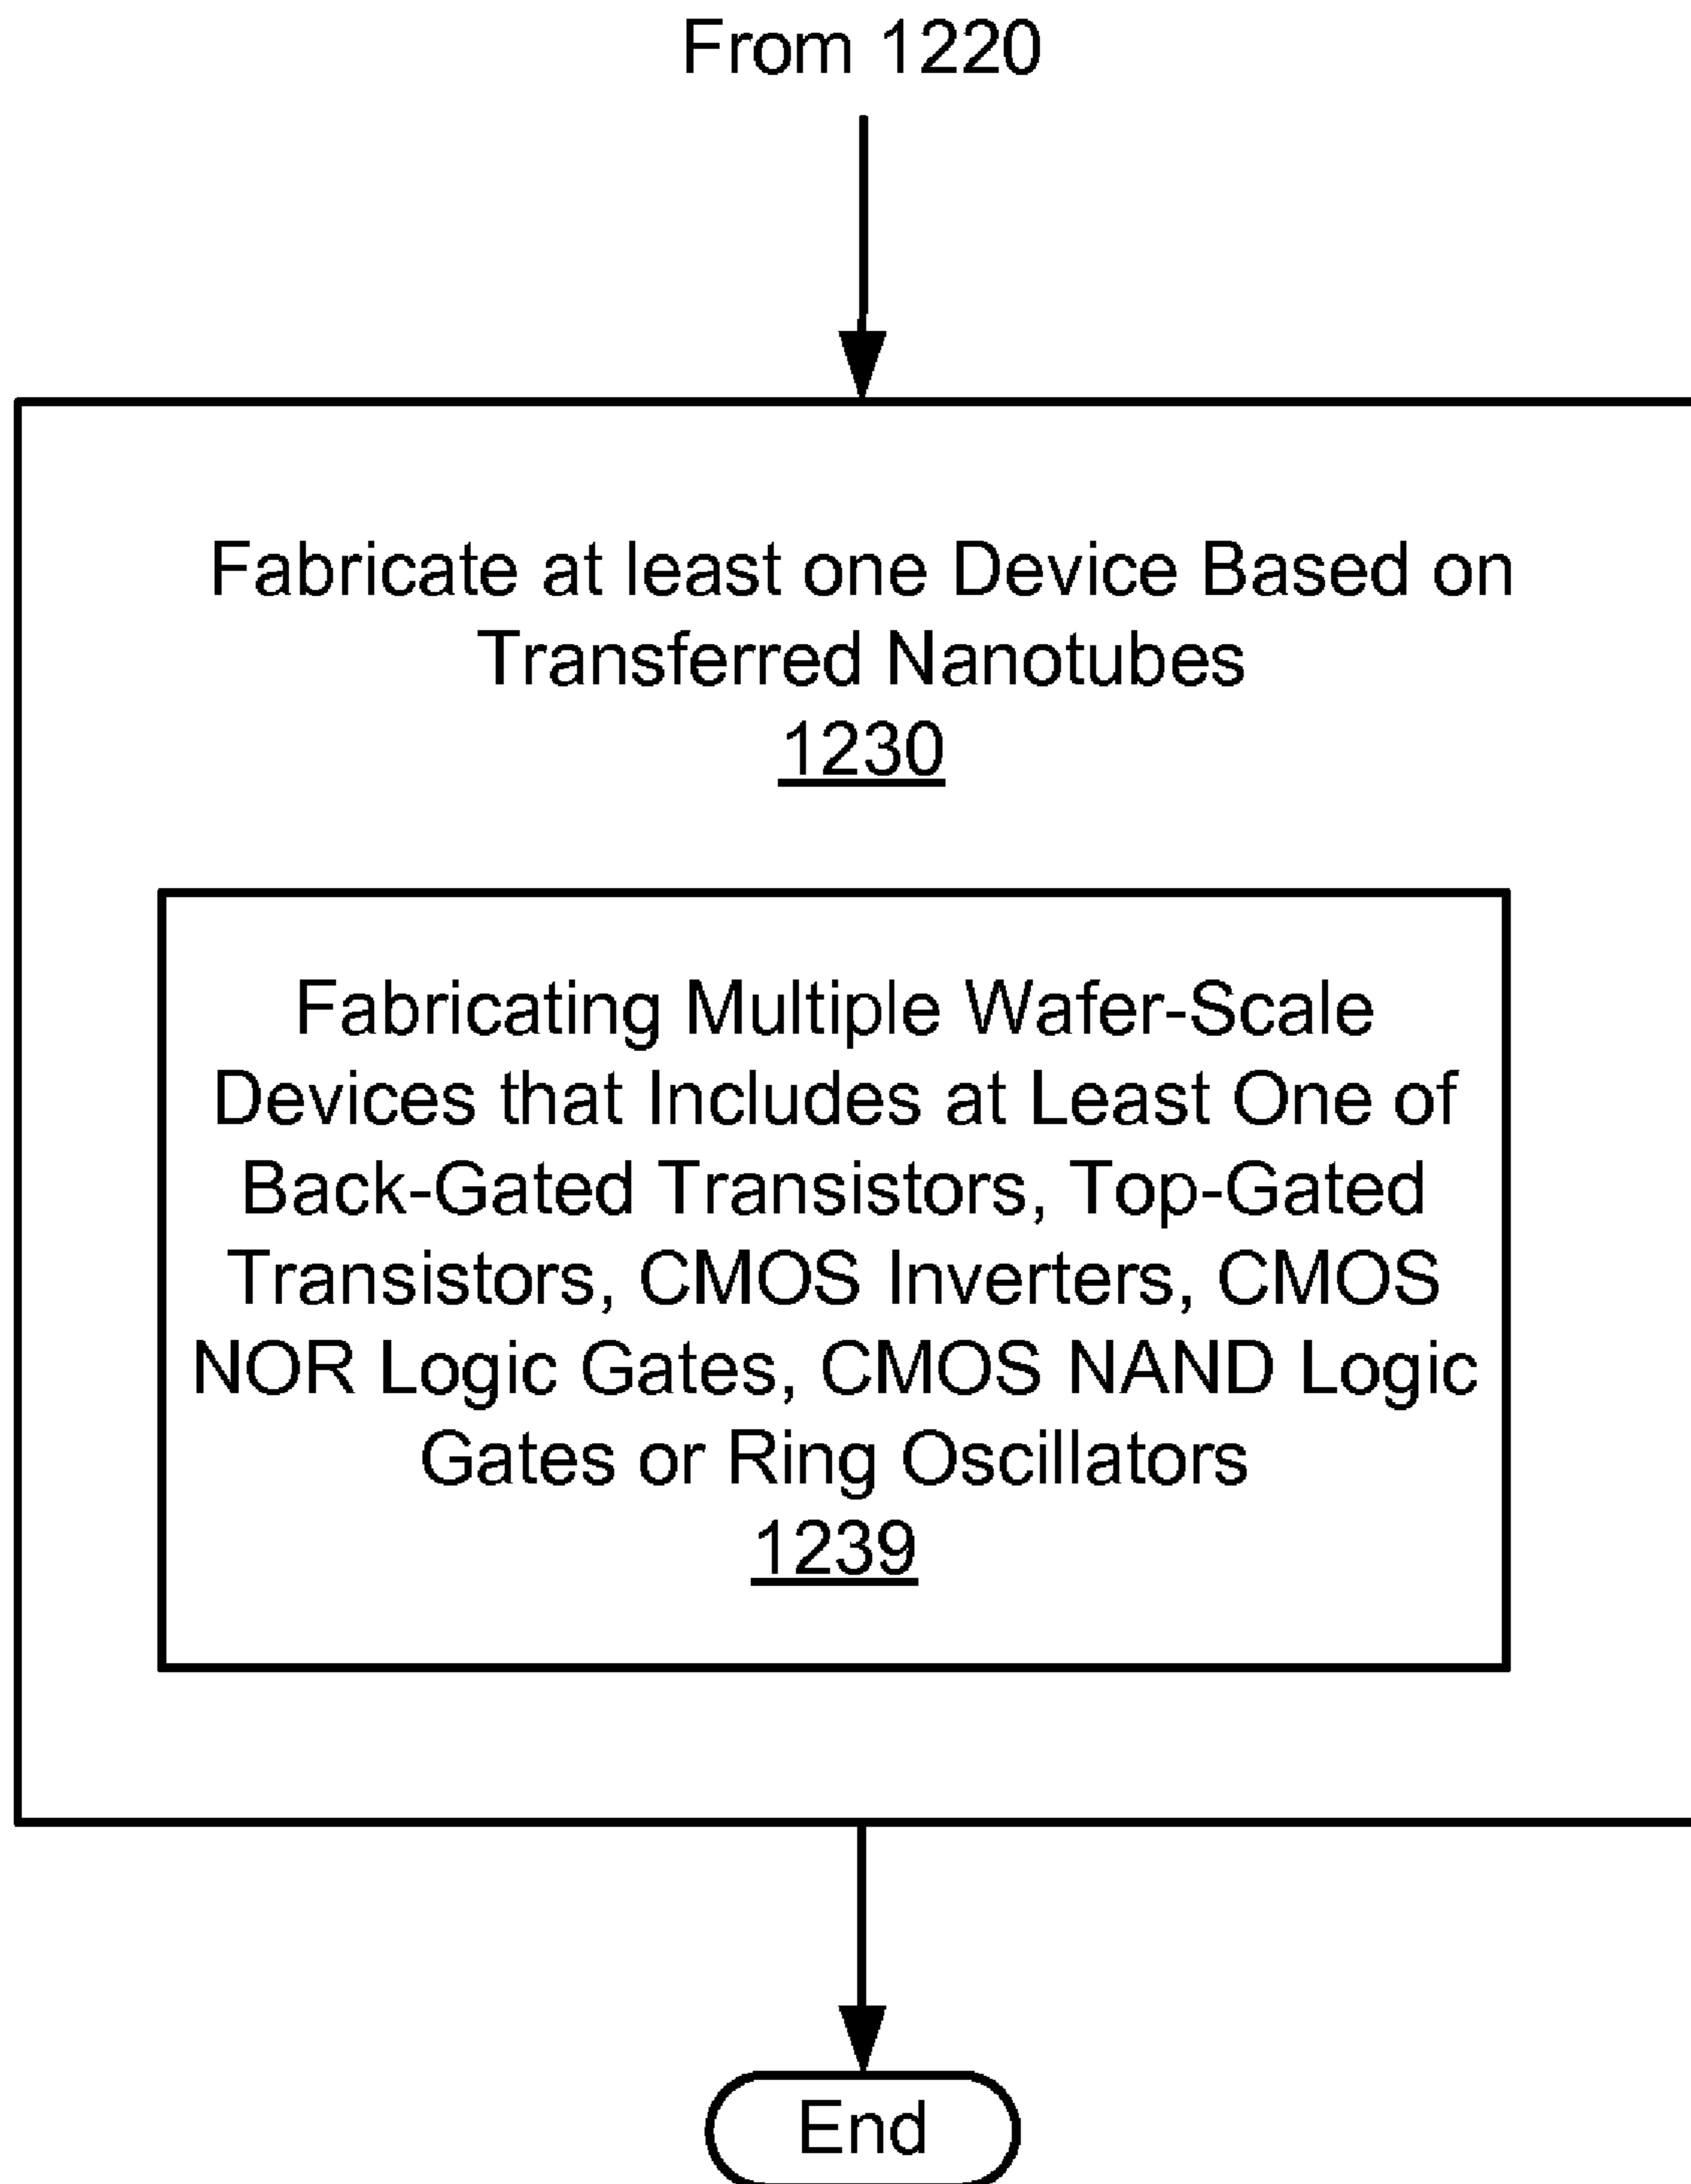 From 1220
Fabricate at least one Device Based on
Transferred Nanotubes
1230
Fabricating Multiple Wafer-Scale
Devices that Includes at Least One of
Back-Gated Transistors, Top-Gated
Transistors, CMOS Inverters, CMOS
NOR Logic Gates, CMOS NAND Logic
Gates or Ring Oscillators
1239
End